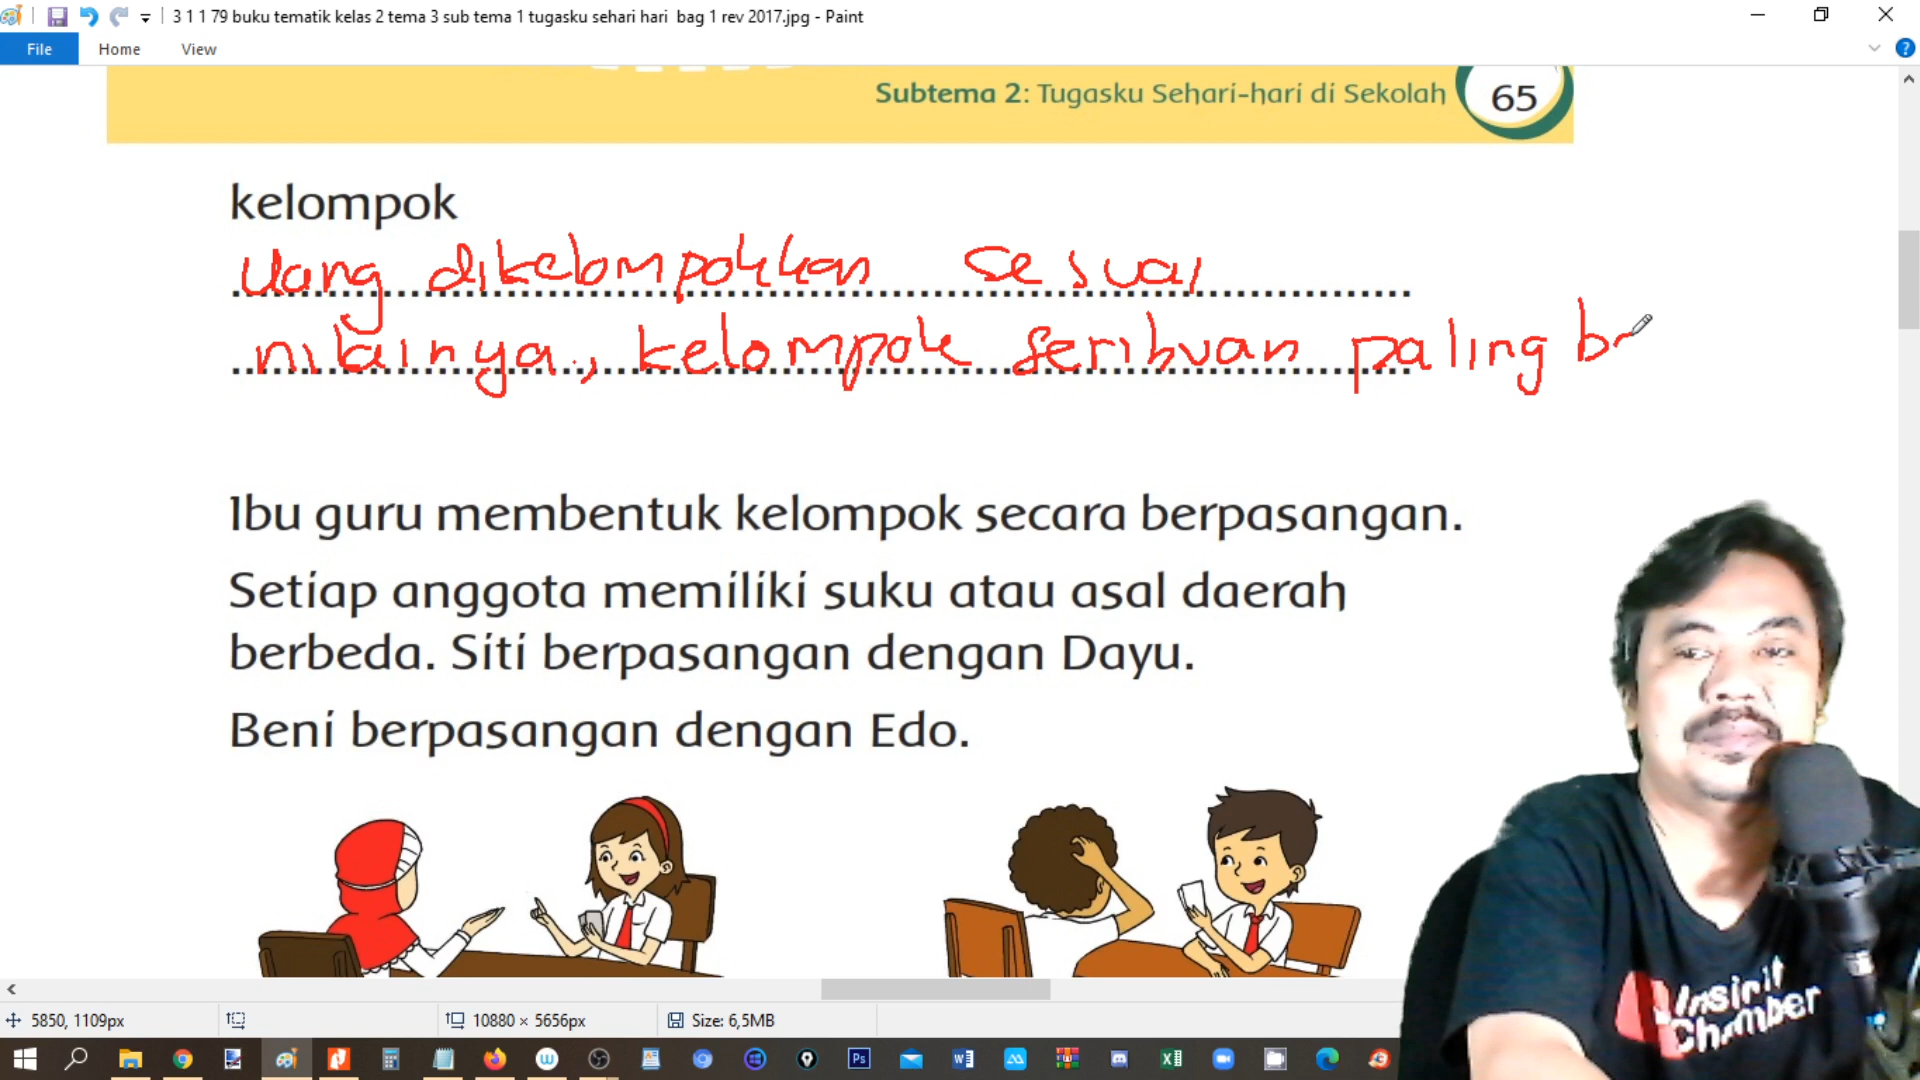 3 1 1 79 buku tematik kelas 2 tema 3 sub tema 1 tugasku sehari hari bag 1 rev 2017.jpg - Paint
File Home View
Subtema 2: Tugasku Sehari-hari di Sekolah 65
kelompok
Uang dikelompokkan sesuai
nilainya, kelompok seribuan paling
Ibu guru membentuk kelompok secara berpasangan.
Setiap anggota memiliki suku atau asal daerah
berbeda. Siti berpasangan dengan Dayu.
Beni berpasangan dengan Edo.
Chamber
5850, 1109px 10880 × 5656px Size: 6,5MB